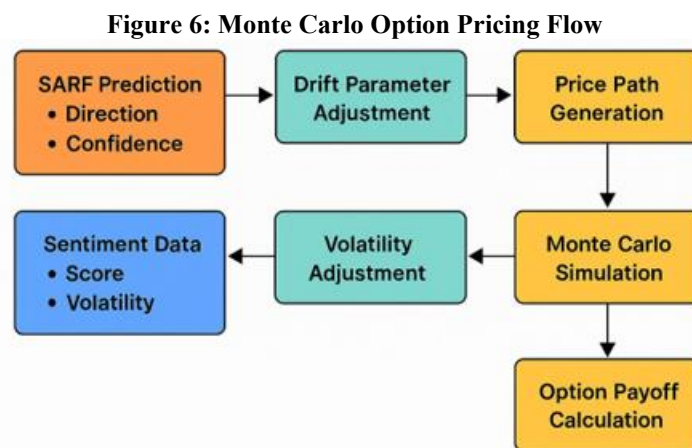 Figure 6: Monte Carlo Option Pricing Flow
SARF Prediction
• Direction
• Confidence
Drift Parameter
Adjustment
Price Path
Generation
Sentiment Data
• Score
• Volatility
Volatility
Adjustment
Monte Carlo
Simulation
Option Payoff
Calculation